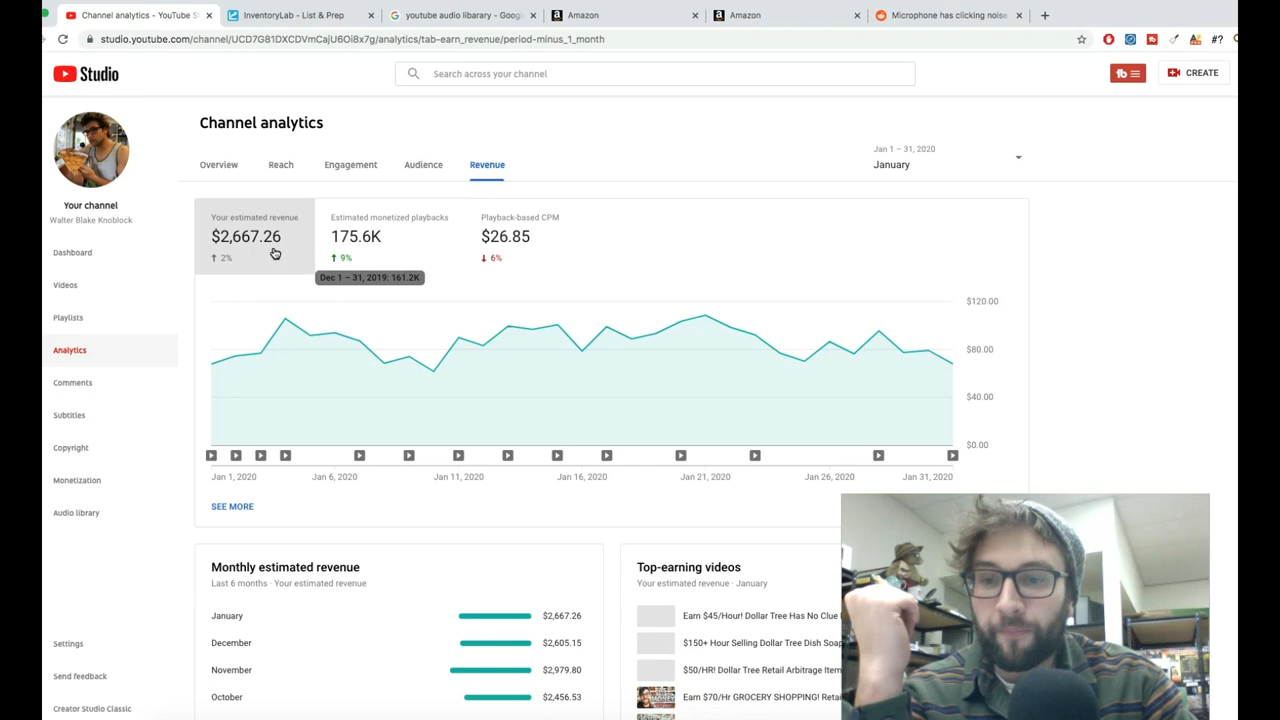 Channel analytics - YouTube S
InventoryLab - List & Prep
youtube audio libarary - Goog
Amazon
Amazon
Microphone has clicking noise
studio.youtube.com/channel/UCD7G81DXCDVmCajU6Oi8x7g/analytics/tab-earn_revenue/period-minus_1_month
#?
Studio
Search across your channel
CREATE
Channel analytics
Overview
Reach
Engagement
Audience
Revenue
Jan 1 – 31, 2020
January
Your channel
Walter Blake Knoblock
Dashboard
Videos
Playlists
Analytics
Comments
Subtitles
Copyright
Monetization
Audio library
Settings
Send feedback
Creator Studio Classic
Your estimated revenue
$2,667.26
2%
Estimated monetized playbacks
175.6K
9%
Playback-based CPM
$26.85
6%
Dec 1 – 31, 2019: 161.2K
$120.00
$80.00
$40.00
$0.00
Jan 1, 2020
Jan 6, 2020
Jan 11, 2020
Jan 16, 2020
Jan 21, 2020
Jan 26, 2020
Jan 31, 2020
SEE MORE
Monthly estimated revenue
Last 6 months · Your estimated revenue
January
$2,667.26
December
$2,605.15
November
$2,979.80
October
$2,456.53
Top-earning videos
Your estimated revenue · January
Earn $45/Hour! Dollar Tree Has No Clue
$150+ Hour Selling Dollar Tree Dish Soap
$50/HR! Dollar Tree Retail Arbitrage Item
Earn $70/Hr GROCERY SHOPPING! Retai